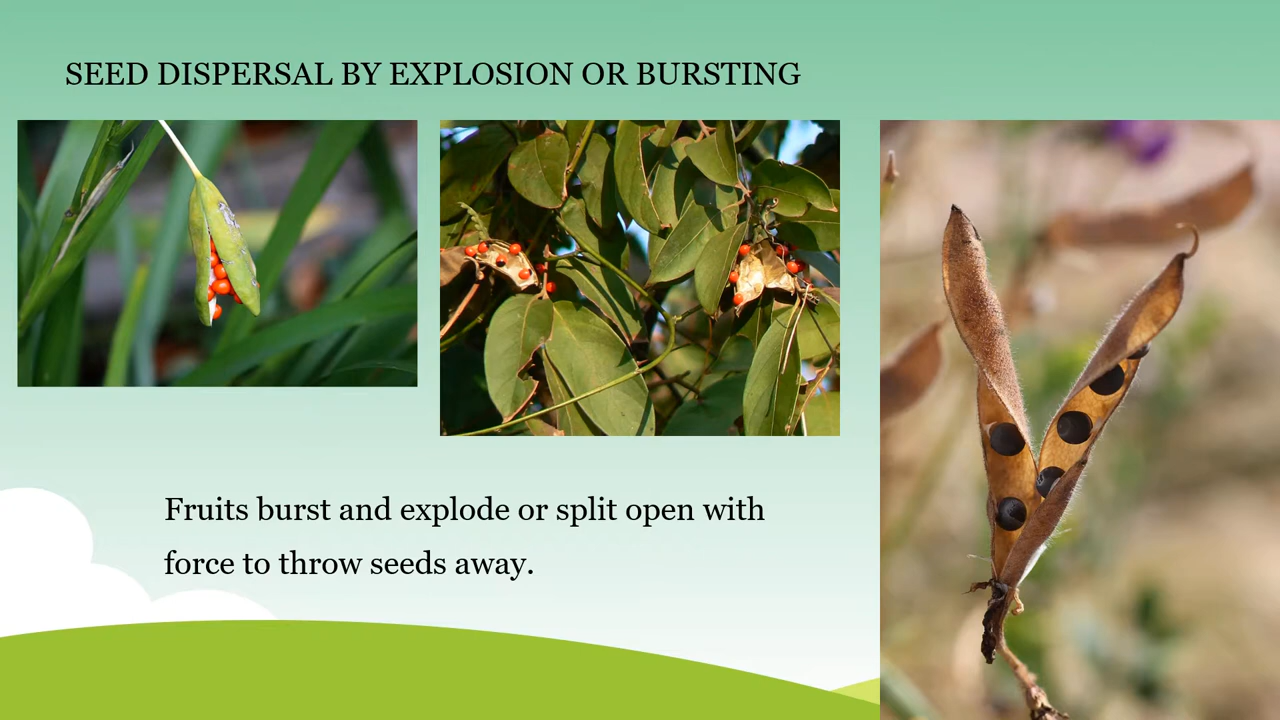 SEED DISPERSAL BY EXPLOSION OR BURSTING
Fruits burst and explode or split open with
force to throw seeds away.